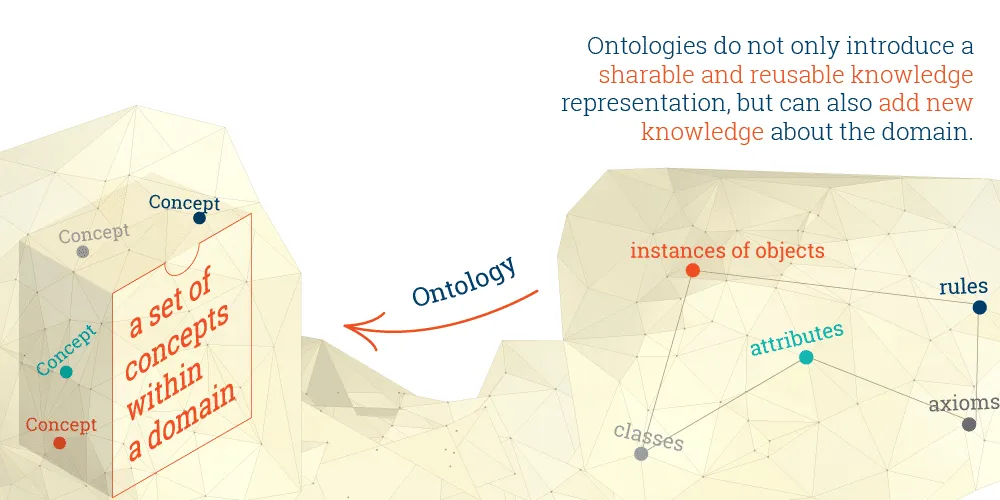 Ontologies do not only introduce a
sharable and reusable knowledge
representation, but can also add new
knowledge about the domain.
Concept
Concept
Concept
Concept
a set of
concepts
within
a domain
Ontology
instances of objects
rules
attributes
axioms
classes